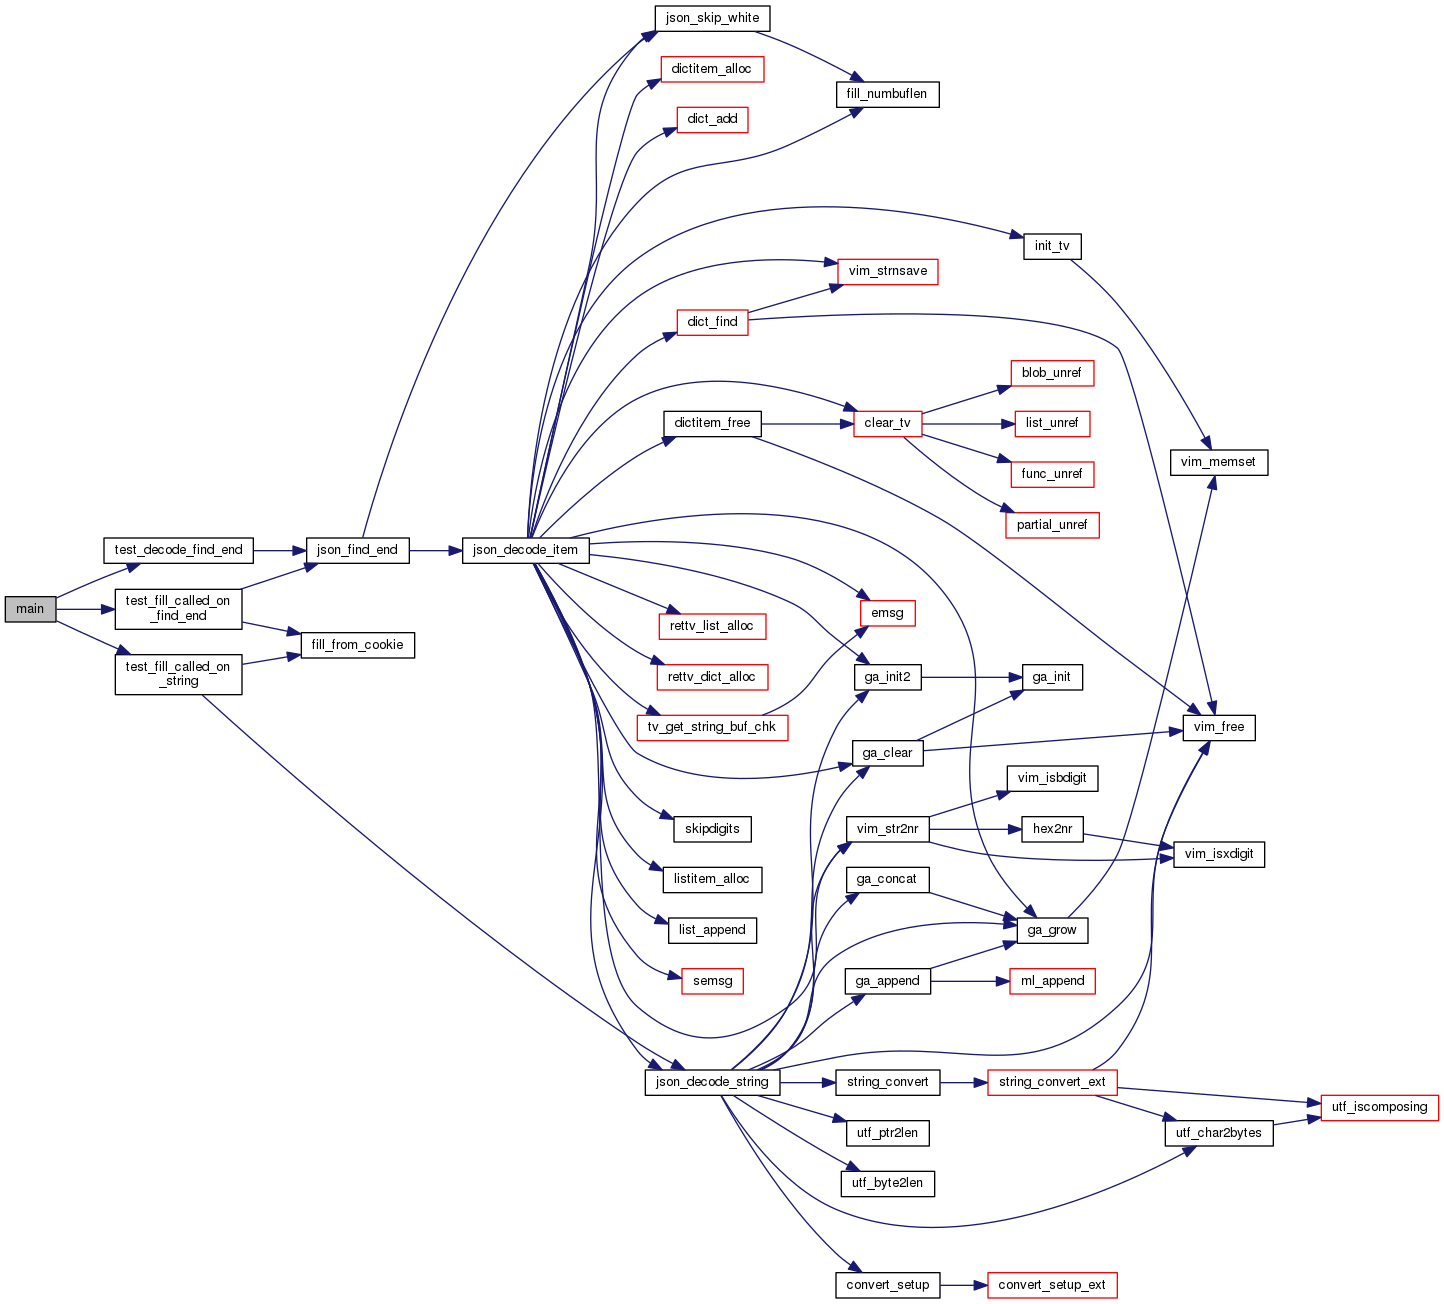 json_skip_white
dictitem_alloc
fill_numbuflen
dict_add
init_tv
vim_strnsave
dict_find
blob_unref
dictitem_free
clear_tv
list_unref
vim_memset
func_unref
partial_unref
test_decode_find_end
json_find_end
json_decode_item
main
test_fill_called_on
_find_end
emsg
rettv_list_alloc
fill_from_cookie
test_fill_called_on
_string
rettv_dict_alloc
ga_init2
ga_init
tv_get_string_buf_chk
vim_free
ga_clear
vim_isbdigit
skipdigits
vim_str2nr
hex2nr
vim_isxdigit
listitem_alloc
ga_concat
list_append
ga_grow
semsg
ga_append
ml_append
json_decode_string
string_convert
string_convert_ext
utf_iscomposing
utf_ptr2len
utf_char2bytes
utf_byte2len
convert_setup
convert_setup_ext